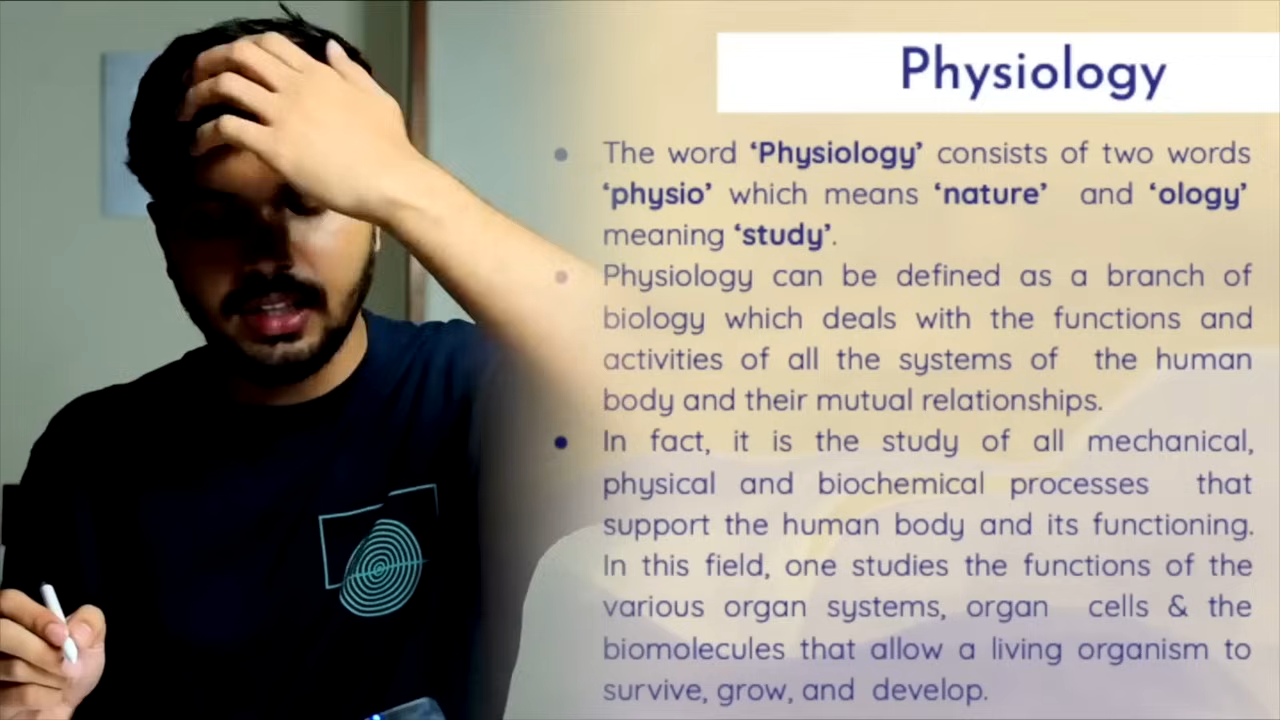 Physiology
The word ‘Physiology’ consists of two words
‘physio’ which means ‘nature’ and ‘ology’
meaning ‘study’.
Physiology can be defined as a branch of
biology which deals with the functions and
activities of all the systems of the human
body and their mutual relationships.
In fact, it is the study of all mechanical,
physical and biochemical processes that
support the human body and its functioning.
In this field, one studies the functions of the
various organ systems, organ cells & the
biomolecules that allow a living organism to
survive, grow, and develop.